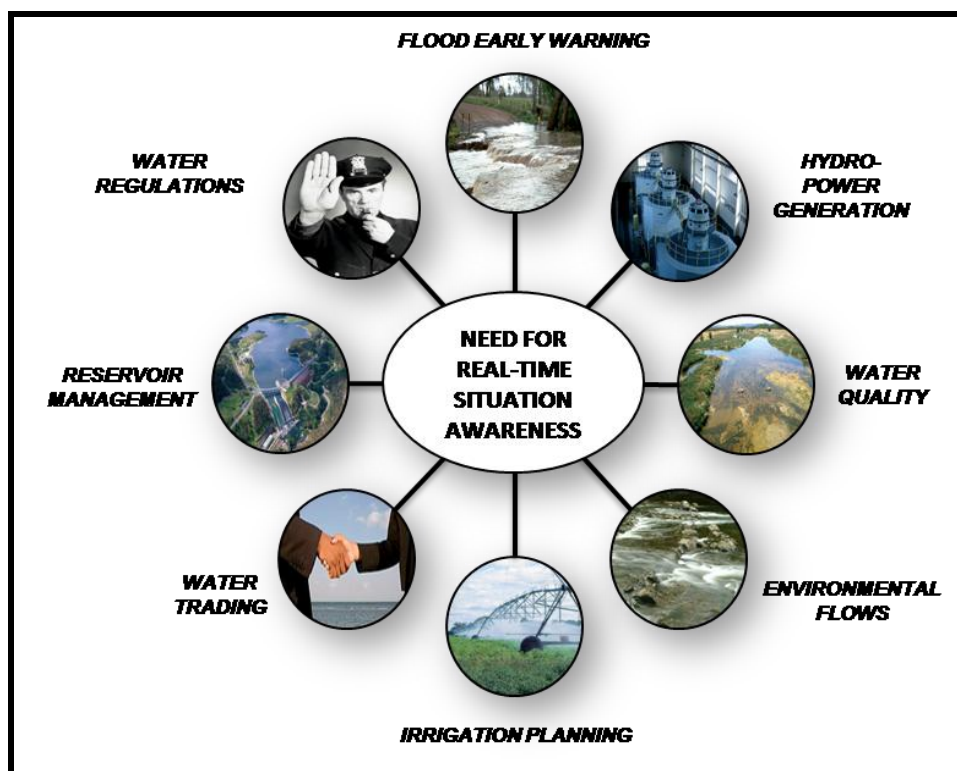 FLOOD EARLY WARNING
WATER
REGULATIONS
HYDRO-
POWER
GENERATION
NEED FOR
REAL-TIME
SITUATION
AWARENESS
RESERVOIR
MANAGEMENT
WATER
QUALITY
WATER
TRADING
ENVIRONMENTAL
FLOWS
IRRIGATION PLANNING